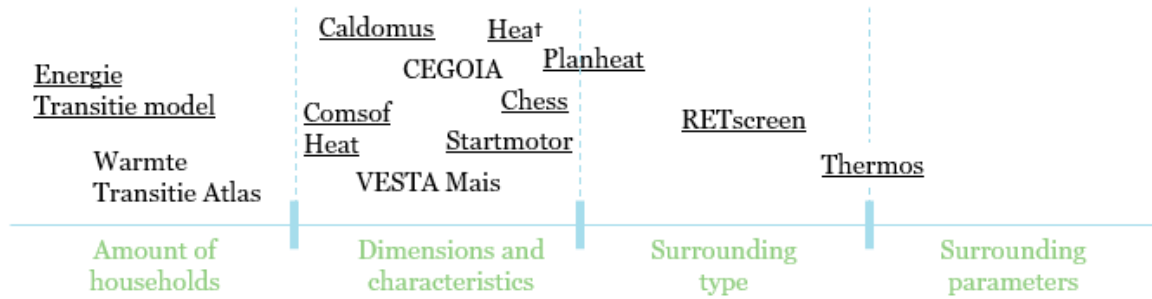 Caldomus
Heat
Planheat
CEGOIA
Energie
Transitie model
Chess
Comsof
Heat
RETscreen
Startmotor
Warmte
Transitie Atlas
Thermos
VESTA Mais
Amount of
households
Dimensions and
characteristics
Surrounding
type
Surrounding
parameters